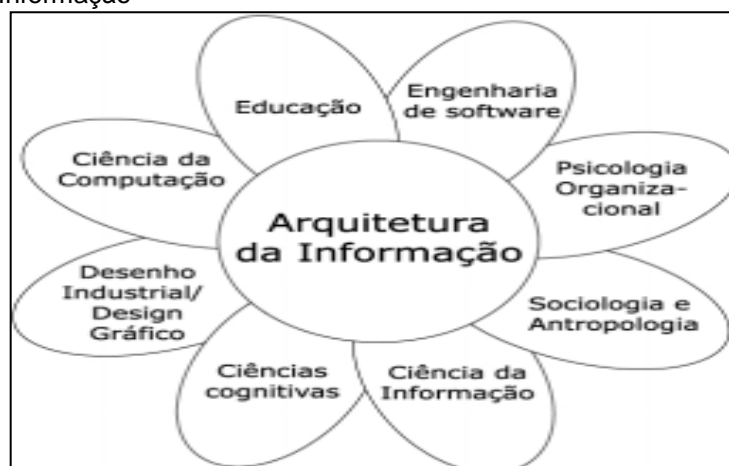 Informação
Educação
Engenharia
de software
Ciência da
Computação
Psicologia
Organiza-
cional
Arquitetura
da Informação
Desenho
Industrial/
Design
Gráfico
Sociologia e
Antropologia
Ciências
cognitivas
Ciência da
Informação